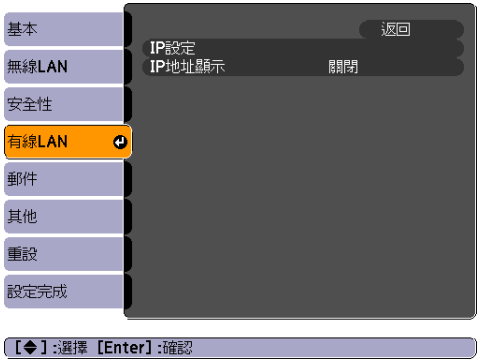 基本
無線LAN
安全性
有線LAN
郵件
其他
重設
設定完成
返回
IP設定
IP地址顯示 關閉
[◆]:選擇 [Enter]:確認